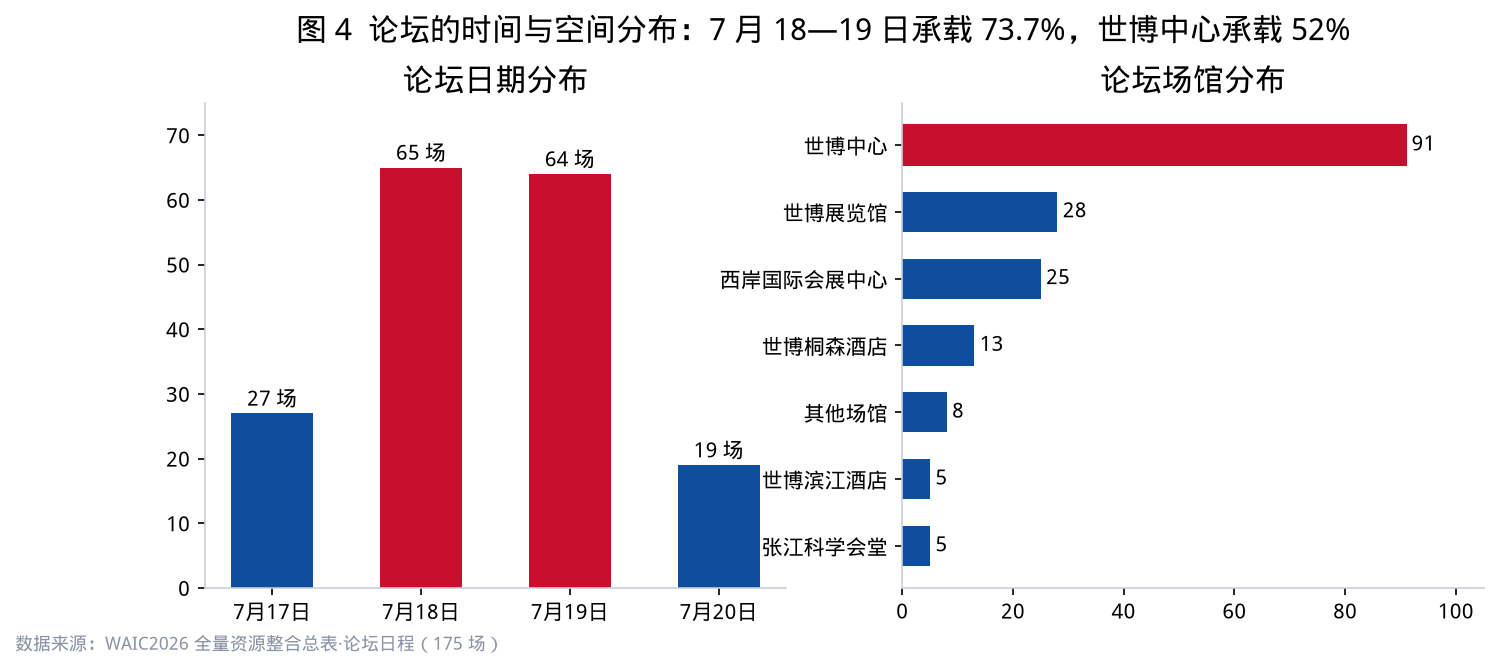 图 4 论坛的时间与空间分布：7 月 18—19 日承载 73.7%，世博中心承载 52%
论坛日期分布
70
60
50
40
30
20
10
0
27 场
65 场
64 场
19 场
7月17日
7月18日
7月19日
7月20日
论坛场馆分布
世博中心 91
世博展览馆 28
西岸国际会展中心 25
世博桐森酒店 13
其他场馆 8
世博滨江酒店 5
张江科学会堂 5
0 20 40 60 80 100
数据来源：WAIC2026 全量资源整合总表·论坛日程（175 场）